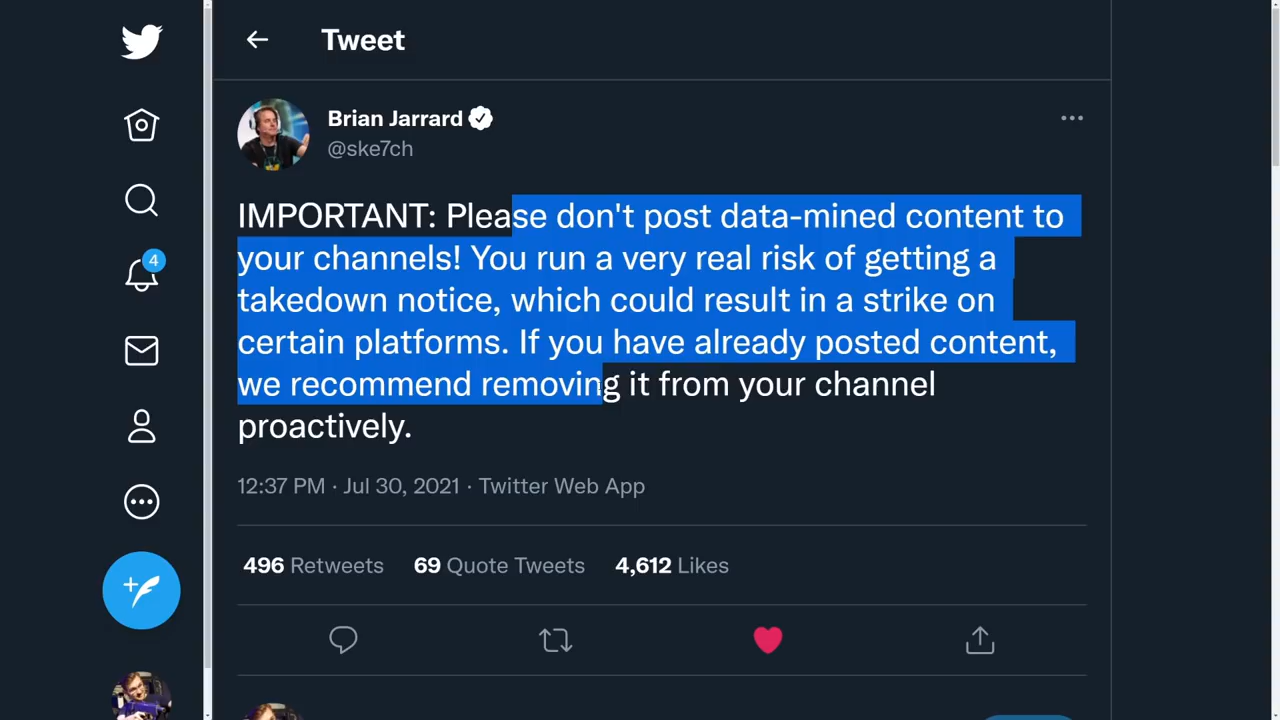 Tweet
Brian Jarrard
@ske7ch
IMPORTANT: Please don't post data-mined content to
your channels! You run a very real risk of getting a
takedown notice, which could result in a strike on
certain platforms. If you have already posted content,
we recommend removing it from your channel
proactively.
12:37 PM · Jul 30, 2021 · Twitter Web App
496 Retweets 69 Quote Tweets 4,612 Likes
4